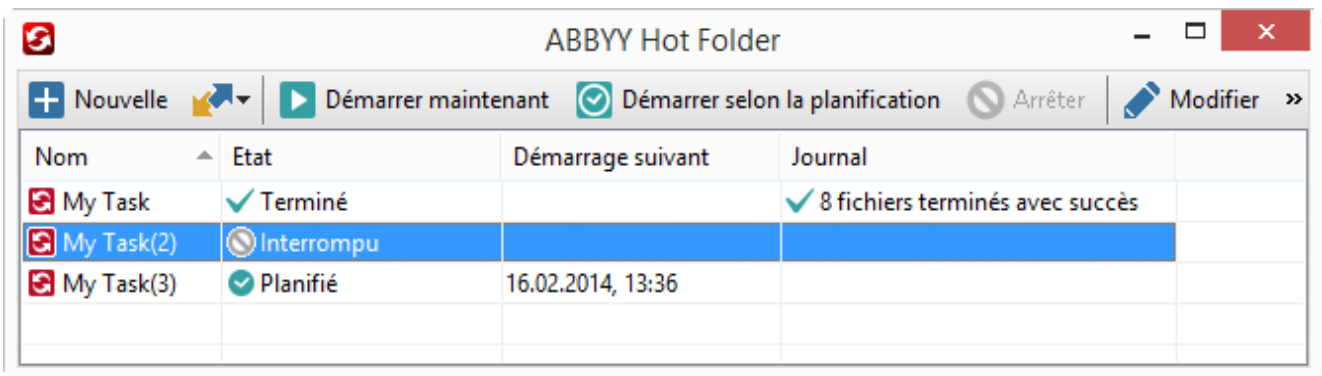 ABBYY Hot Folder
Nouvelle Démarrer maintenant Démarrer selon la planification Arrêter Modifier »
Nom Etat Démarrage suivant Journal
My Task Terminé 8 fichiers terminés avec succès
My Task(2) Interrompu
My Task(3) Planifié 16.02.2014, 13:36